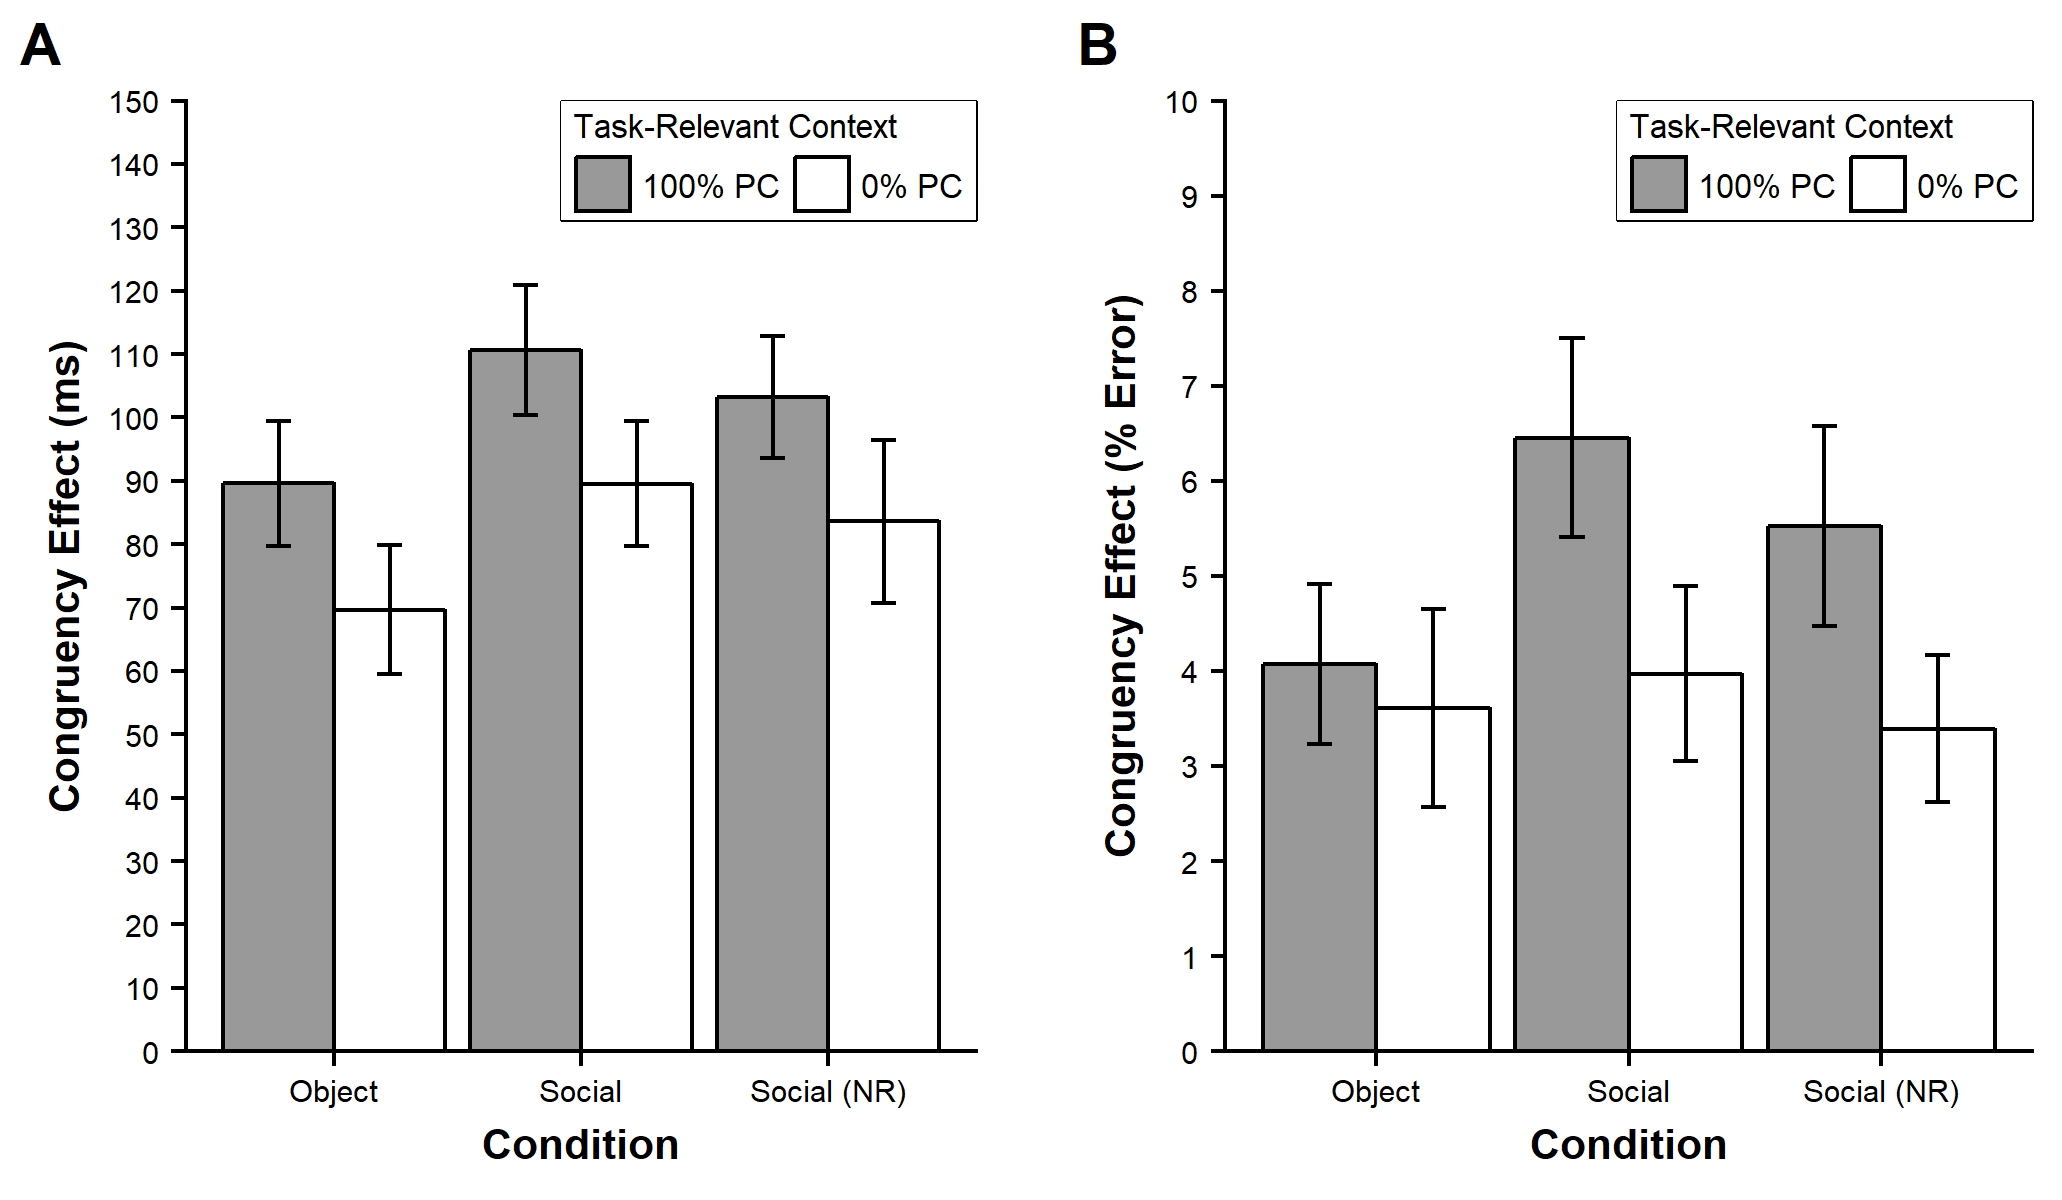 A
Congruency Effect (ms)
150
140
130
120
110
100
90
80
70
60
50
40
30
20
10
0
Task-Relevant Context
100% PC 0% PC
Object Social Social (NR)
Condition
B
Congruency Effect (% Error)
10
9
8
7
6
5
4
3
2
1
0
Task-Relevant Context
100% PC 0% PC
Object Social Social (NR)
Condition